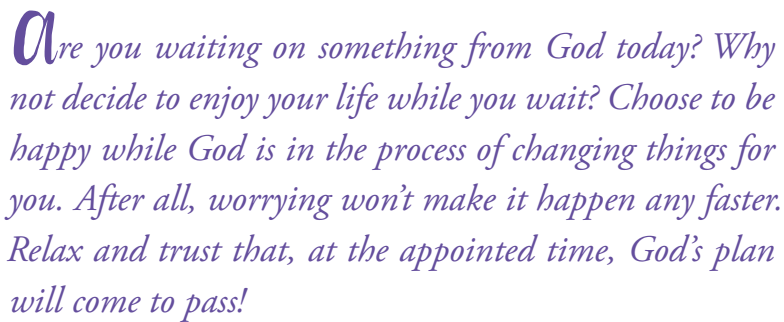 are you waiting on something from God today? Why
not decide to enjoy your life while you wait? Choose to be
happy while God is in the process of changing things for
you. After all, worrying won’t make it happen any faster.
Relax and trust that, at the appointed time, God’s plan
will come to pass!